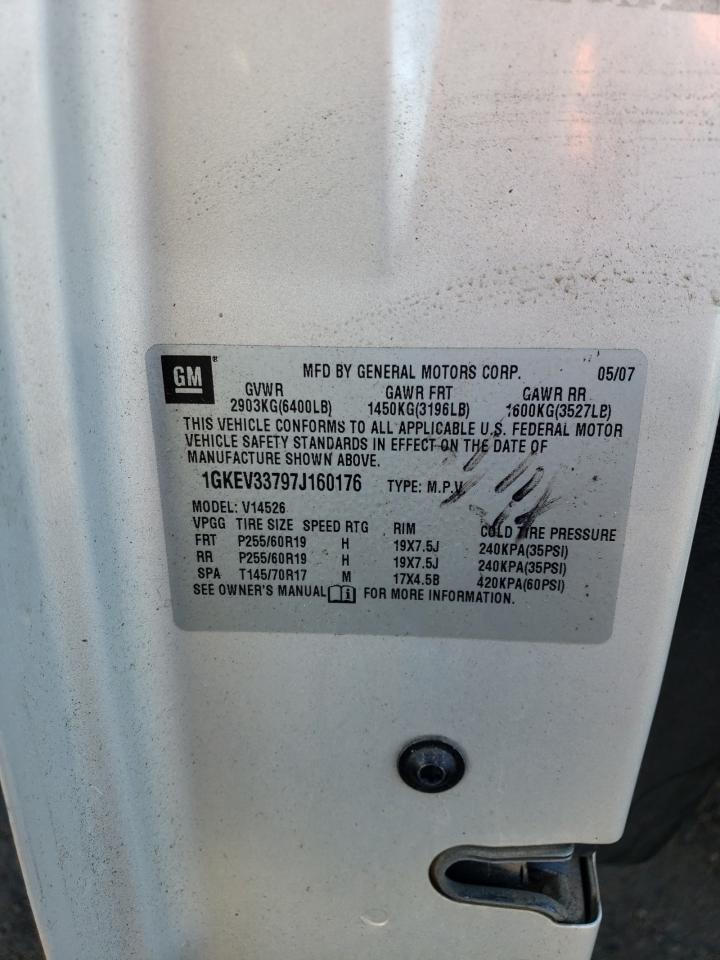 GM
MFD BY GENERAL MOTORS CORP. 05/07
GVWR GAWR FRT GAWR RR
2903KG(6400LB) 1450KG(3196LB) 1600KG(3527LB)
THIS VEHICLE CONFORMS TO ALL APPLICABLE U.S. FEDERAL MOTOR
VEHICLE SAFETY STANDARDS IN EFFECT ON THE DATE OF
MANUFACTURE SHOWN ABOVE.
1GKEV33797J160176 TYPE: M.P.V
MODEL: V14526
VPGG TIRE SIZE SPEED RTG RIM COLD TIRE PRESSURE
FRT P255/60R19 H 19X7.5J 240KPA(35PSI)
RR P255/60R19 H 19X7.5J 240KPA(35PSI)
SPA T145/70R17 M 17X4.5B 420KPA(60PSI)
SEE OWNER'S MANUAL FOR MORE INFORMATION.